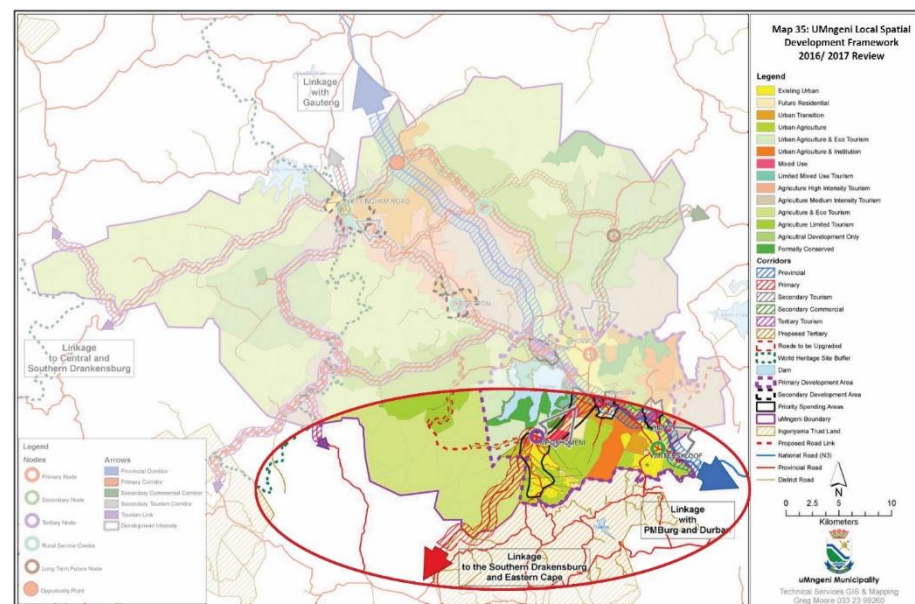 Map 35: UMngeni Local Spatial
Development Framework
2016/ 2017 Review
Legend
Existing Urban
Future Residential
Urban Transition
Urban Agriculture
Urban Agriculture & Eco Tourism
Urban Agriculture & Institution
Mixed Use
Limited Mixed Use Tourism
Agriculture High Intensity Tourism
Agriculture Medium Intensity Tourism
Agriculture & Eco Tourism
Agriculture Limited Tourism
Agricultral Development Only
Formally Conserved
Corridors
Provincial
Primary
Secondary Tourism
Secondary Commercial
Tertiary Tourism
Proposed Tertiary
Roads to be Upgraded
World Heritage Site Buffer
Dam
Primary Development Area
Secondary Development Area
Priority Spending Areas
uMngeni Boundary
Ingonyama Trust Land
Proposed Road Link
National Road (N3)
Provincial Road
District Road
N
10 5 0 10
Kilometers
uMngeni Municipality
Technical Services GIS & Mapping
Greg Moore 033 23 99260
Linkage
with
Gauteng
Linkage
to Central and
Southern Drankensburg
Linkage
with
PMBurg and Durban
Linkage
to the Southern Drakensburg
and Eastern Cape
Legend
Nodes
Primary Node
Secondary Node
Tertiary Node
Rural Service Centre
Long Term Future Node
Opportunity Point
Arrows
Provincial Corridor
Primary Corridor
Secondary Commercial Corridor
Secondary Tourism Corridor
Tourism Link
Development Intensity